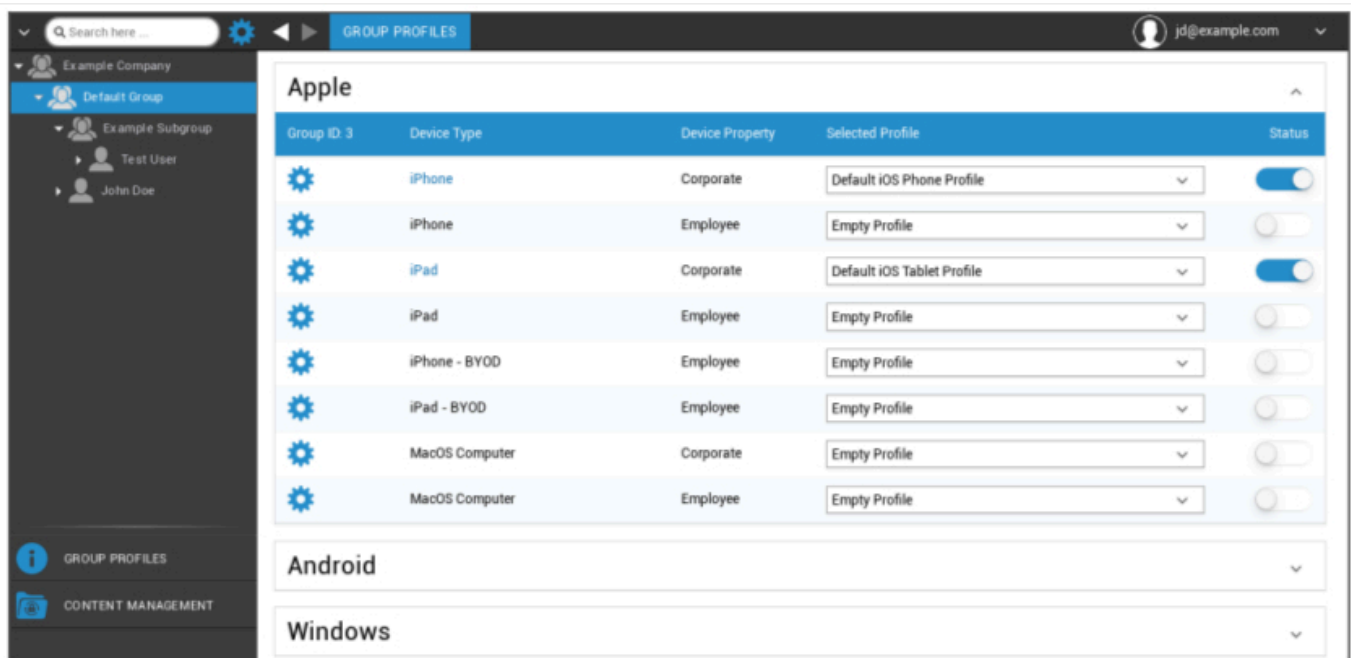 Search here ...
GROUP PROFILES
jd@example.com
Example Company
Default Group
Example Subgroup
Test User
John Doe
GROUP PROFILES
CONTENT MANAGEMENT
Apple
Group ID: 3 Device Type Device Property Selected Profile Status
iPhone Corporate Default iOS Phone Profile
iPhone Employee Empty Profile
iPad Corporate Default iOS Tablet Profile
iPad Employee Empty Profile
iPhone - BYOD Employee Empty Profile
iPad - BYOD Employee Empty Profile
MacOS Computer Corporate Empty Profile
MacOS Computer Employee Empty Profile
Android
Windows